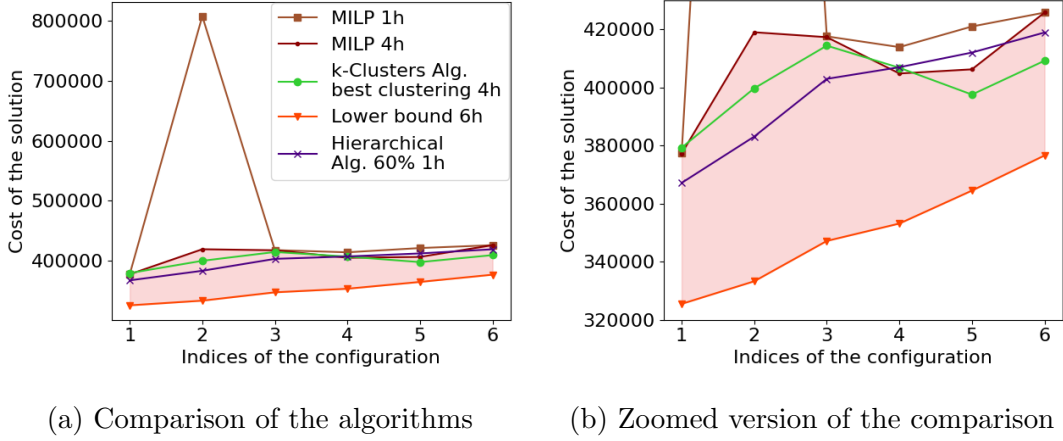 800000
700000
600000
500000
400000
Cost of the solution
1 2 3 4 5 6
Indices of the configuration
MILP 1h
MILP 4h
k-Clusters Alg.
best clustering 4h
Lower bound 6h
Hierarchical
Alg. 60% 1h
(a) Comparison of the algorithms
420000
400000
380000
360000
340000
320000
Cost of the solution
1 2 3 4 5 6
Indices of the configuration
(b) Zoomed version of the comparison